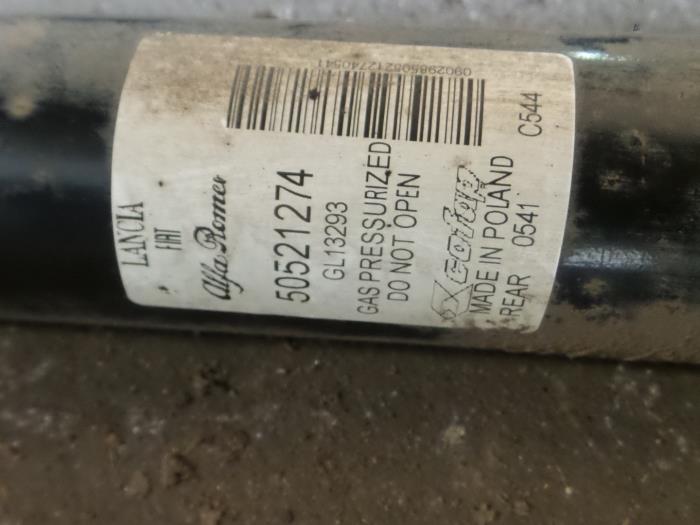 LANCIA
FIAT
Alfa Romeo
50521274
GL13293
GAS PRESSURIZED
DO NOT OPEN
MADE IN POLAND
REAR 0541 C544